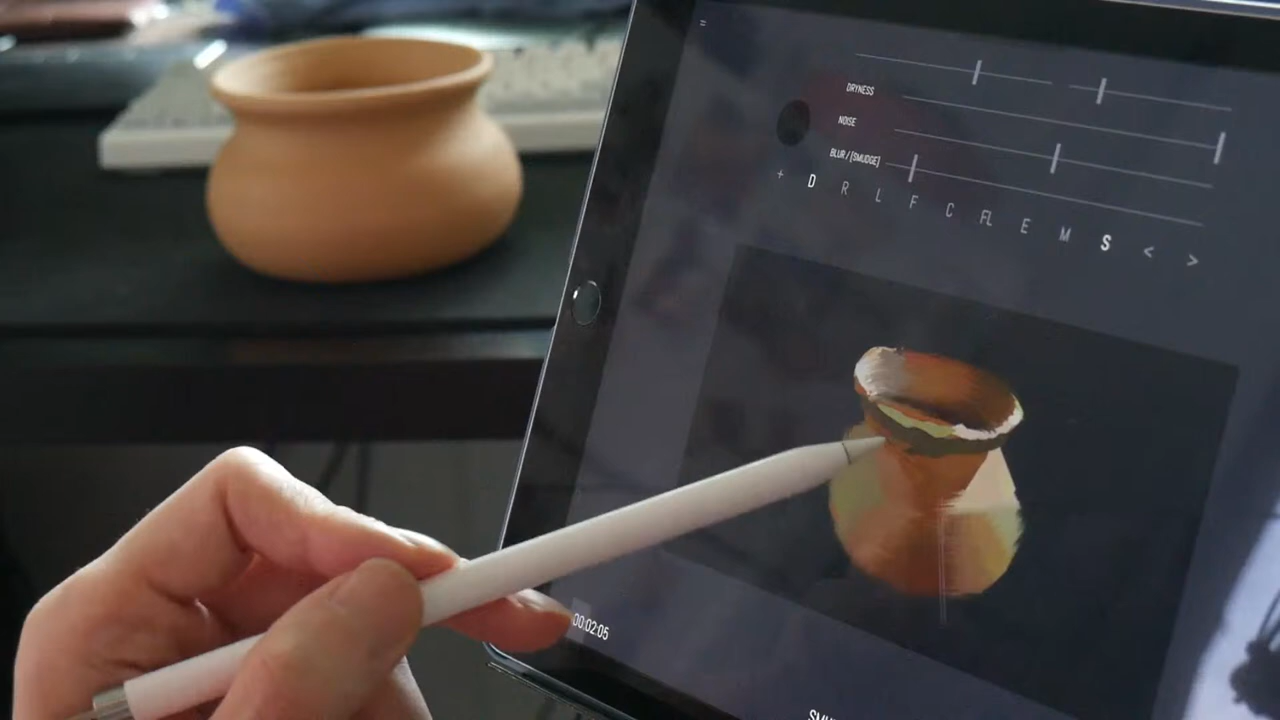 =
DRYNESS
NOISE
BLUR / (SMUDGE)
+ D R L F C FL E M S < >
00:02:05